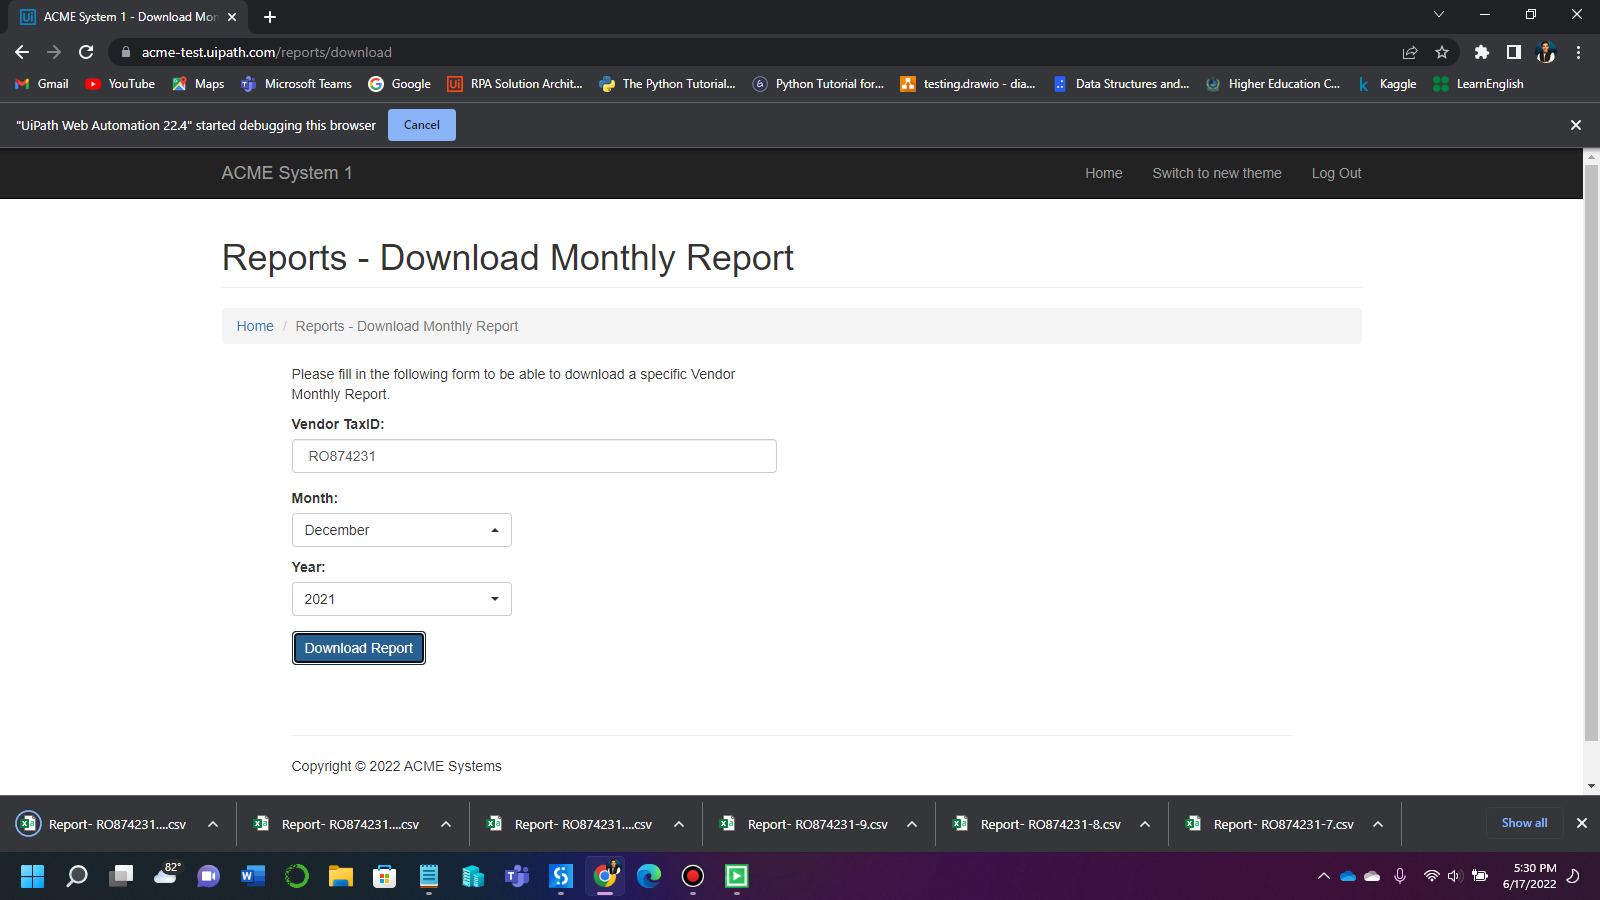 ACME System 1 - Download Mon
acme-test.uipath.com/reports/download
Gmail YouTube Maps Microsoft Teams Google RPA Solution Archit... The Python Tutorial... Python Tutorial for... testing.drawio - dia... Data Structures and... Higher Education C... Kaggle LearnEnglish
"UiPath Web Automation 22.4" started debugging this browser Cancel
ACME System 1 Home Switch to new theme Log Out
Reports - Download Monthly Report
Home / Reports - Download Monthly Report
Please fill in the following form to be able to download a specific Vendor
Monthly Report.
Vendor TaxID:
RO874231
Month:
December
Year:
2021
Download Report
Copyright © 2022 ACME Systems
Report- RO874231....csv Report- RO874231....csv Report- RO874231....csv Report- RO874231-9.csv Report- RO874231-8.csv Report- RO874231-7.csv Show all
82°
5:30 PM
6/17/2022